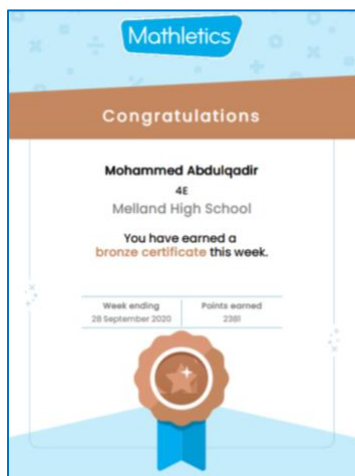 Mathletics
Congratulations
Mohammed Abdulqadir
4E
Melland High School
You have earned a
bronze certificate this week.
Week ending
28 September 2020
Points earned
2381